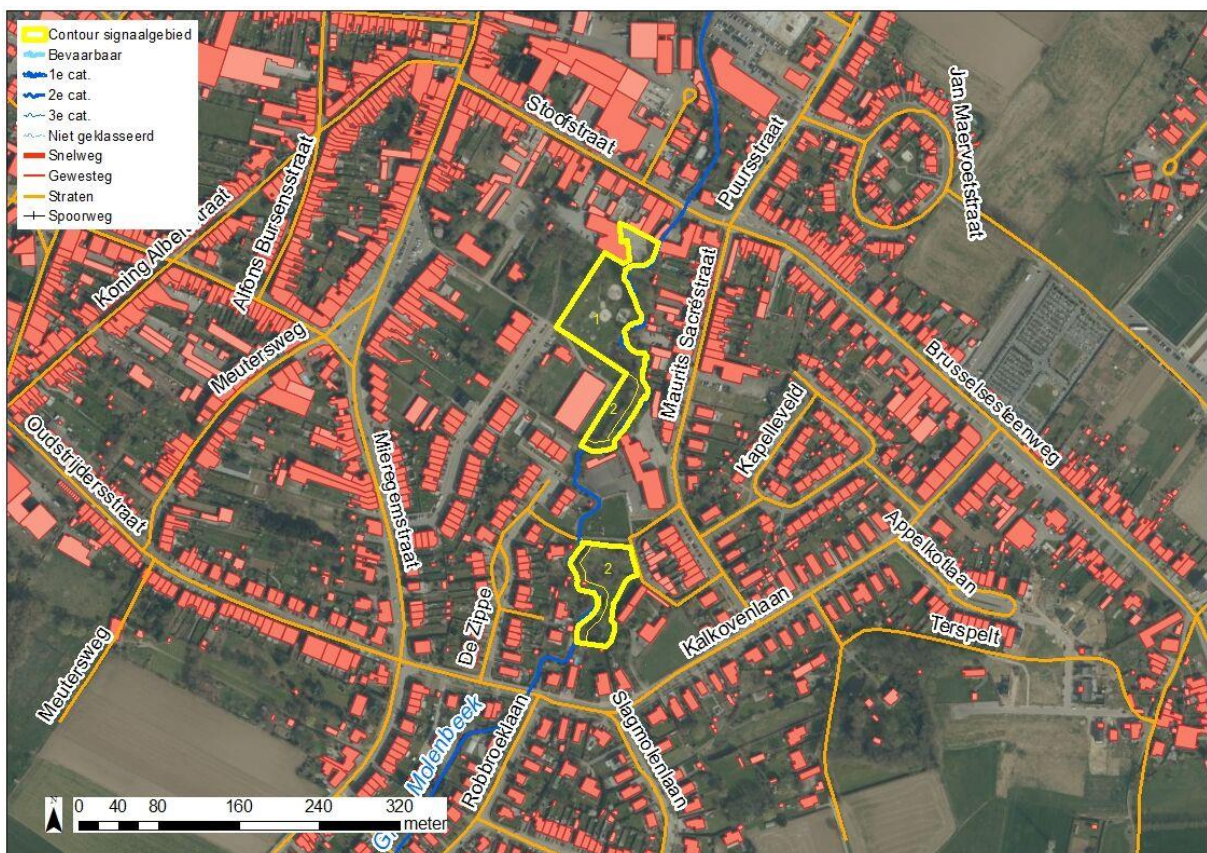 Contour signaalgebied
Bevaarbaar
1e cat.
2e cat.
3e cat.
Niet geklasseerd
Snelweg
Gewesteg
Straten
Spoorweg
Stoofstraat
Puursstraat
Jan Maervoetstraat
Koning Albe
raat
Alfons Bursensstraat
Meutersweg
Oudstrijdersstraat
Mieregemstraat
Maurits Sacréstraat
Brusselsesteenweg
Kapelleveld
Appelkotlaan
Terspelt
Kalkovenlaan
De Zippe
Meutersweg
Slagmolenlaan
Robbroeklaan
Molenbeek
1
2
2
N
0 40 80 160 240 320
meter